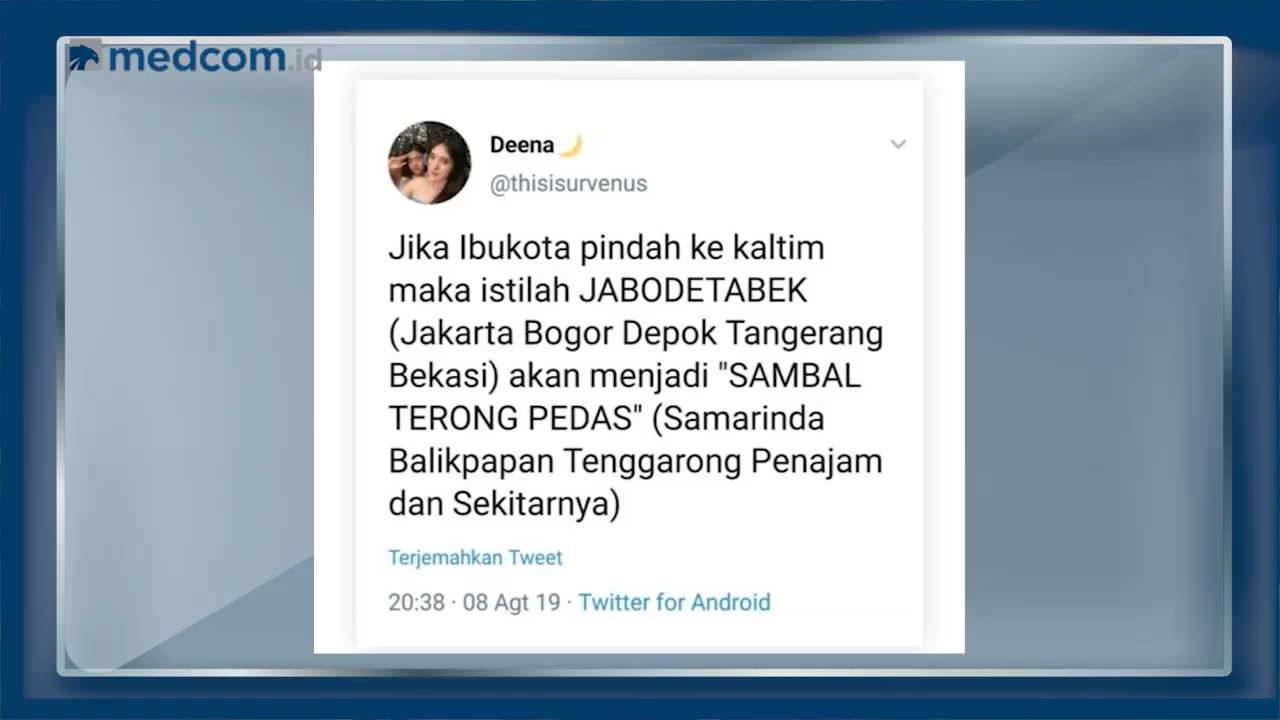 medcom.id
Deena🌙
@thisisurvenus
Jika Ibukota pindah ke kaltim
maka istilah JABODETABEK
(Jakarta Bogor Depok Tangerang
Bekasi) akan menjadi "SAMBAL
TERONG PEDAS" (Samarinda
Balikpapan Tenggarong Penajam
dan Sekitarnya)
Terjemahkan Tweet
20:38 · 08 Agt 19 · Twitter for Android